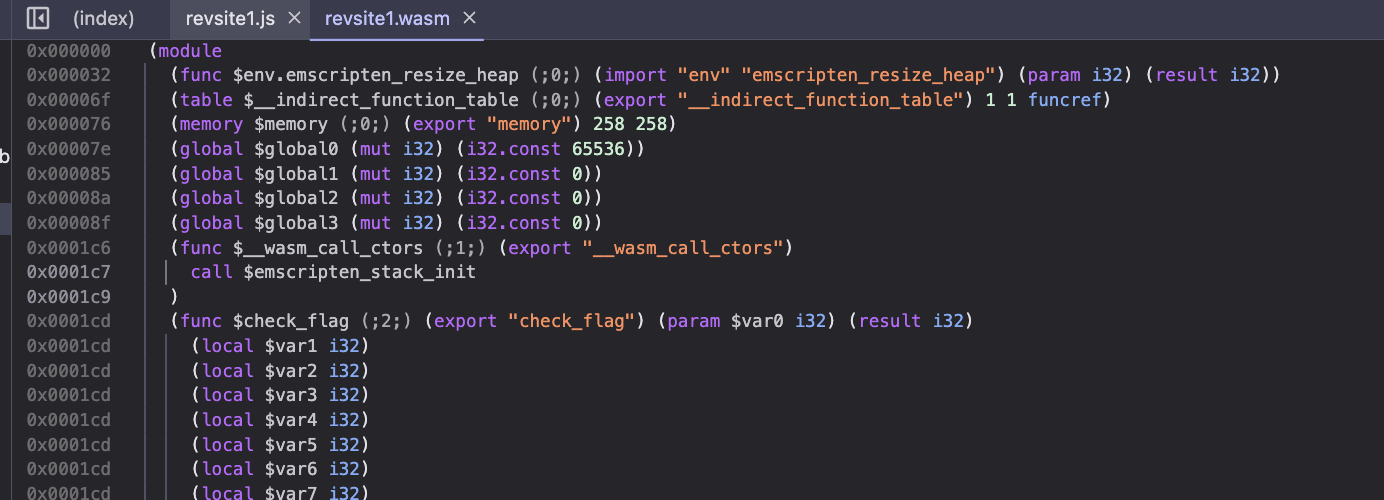 (index) revsite1.js × revsite1.wasm ×
0x000000 (module
0x000032 (func $env.emscripten_resize_heap (;0;) (import "env" "emscripten_resize_heap") (param i32) (result i32))
0x00006f (table $__indirect_function_table (;0;) (export "__indirect_function_table") 1 1 funcref)
0x000076 (memory $memory (;0;) (export "memory") 258 258)
b
0x00007e (global $global0 (mut i32) (i32.const 65536))
0x000085 (global $global1 (mut i32) (i32.const 0))
0x00008a (global $global2 (mut i32) (i32.const 0))
0x00008f (global $global3 (mut i32) (i32.const 0))
0x0001c6 (func $__wasm_call_ctors (;1;) (export "__wasm_call_ctors")
0x0001c7 call $emscripten_stack_init
0x0001c9 )
0x0001cd (func $check_flag (;2;) (export "check_flag") (param $var0 i32) (result i32)
0x0001cd (local $var1 i32)
0x0001cd (local $var2 i32)
0x0001cd (local $var3 i32)
0x0001cd (local $var4 i32)
0x0001cd (local $var5 i32)
0x0001cd (local $var6 i32)
0x0001cd (local $var7 i32)